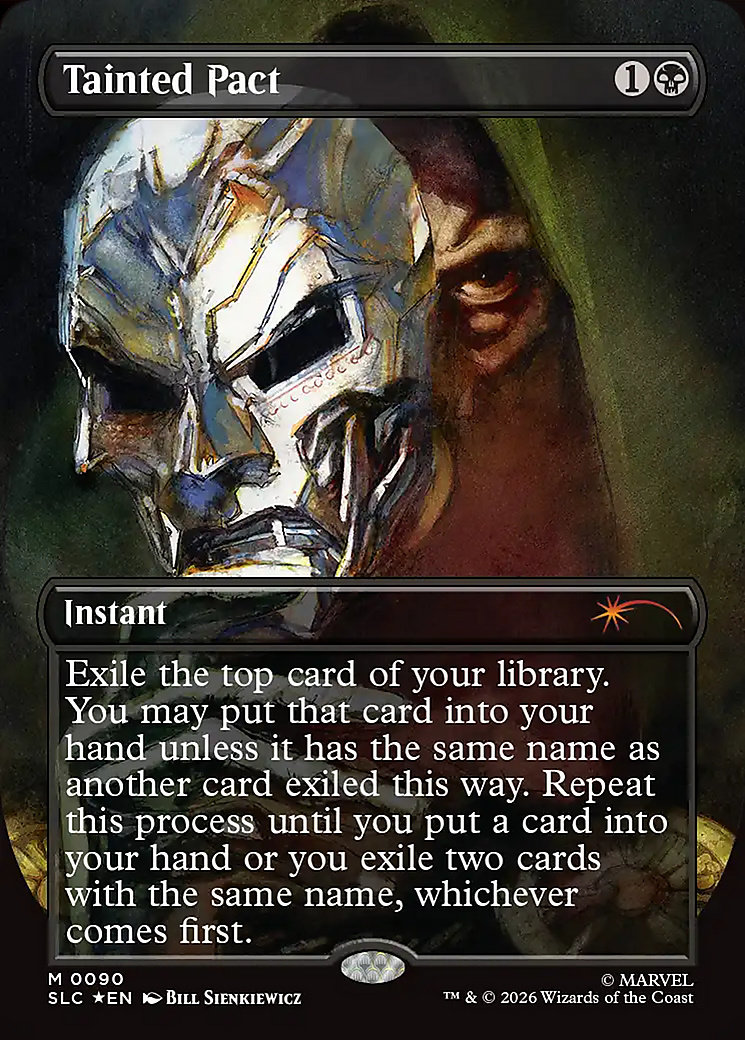 Tainted Pact 1
Instant
Exile the top card of your library.
You may put that card into your
hand unless it has the same name as
another card exiled this way. Repeat
this process until you put a card into
your hand or you exile two cards
with the same name, whichever
comes first.
M 0090
© MARVEL
SLC ★ EN BILL SIENKIEWICZ
™ & © 2026 Wizards of the Coast